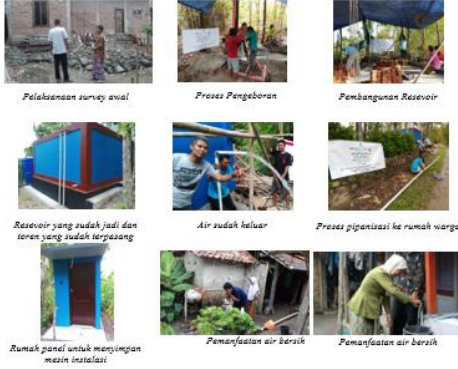 Pelaksanaan survey awal
Proses Pengeboran
Pembangunan Resevoir
Resevoir yang sudah jadi dan
toren yang sudah terpasang
Air sudah keluar
Proses pipanisasi ke rumah warga
Rumah panel untuk menyimpan
mesin instalasi
Pemanfaatan air bersih
Pemanfaatan air bersih